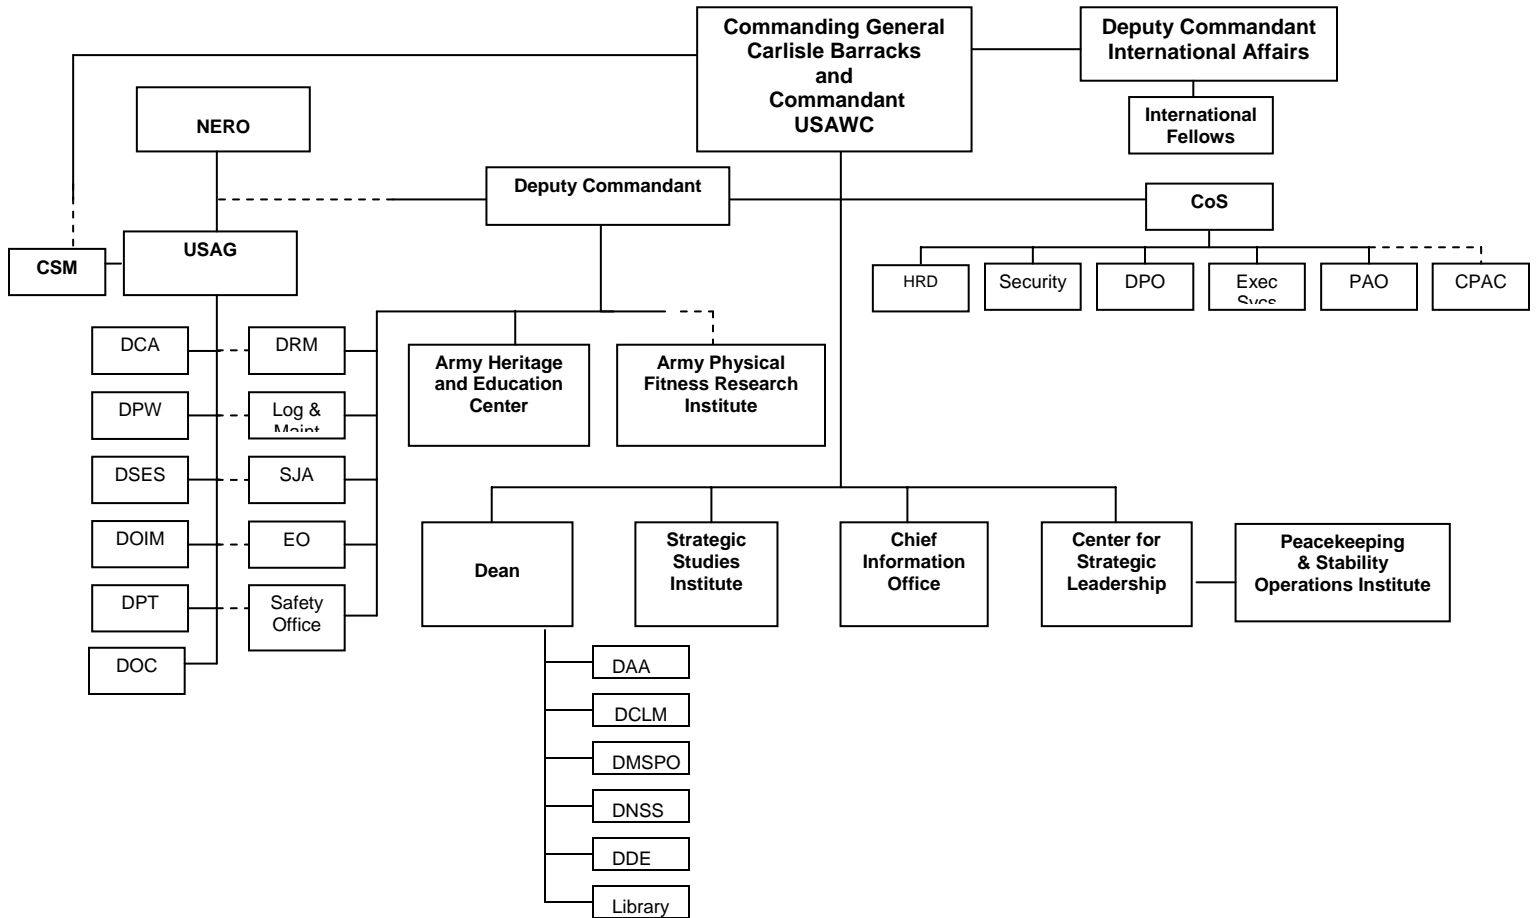 Commanding General
Carlisle Barracks
and
Commandant
USAWC
Deputy Commandant
International Affairs
International
Fellows
NERO
Deputy Commandant
CoS
CSM
USAG
HRD
Security
DPO
Exec
Svcs
PAO
CPAC
DCA
DRM
DPW
Log &
Maint
DSES
SJA
DOIM
EO
DPT
Safety
Office
DOC
Army Heritage
and Education
Center
Army Physical
Fitness Research
Institute
Dean
Strategic
Studies
Institute
Chief
Information
Office
Center for
Strategic
Leadership
Peacekeeping
& Stability
Operations Institute
DAA
DCLM
DMSPO
DNSS
DDE
Library